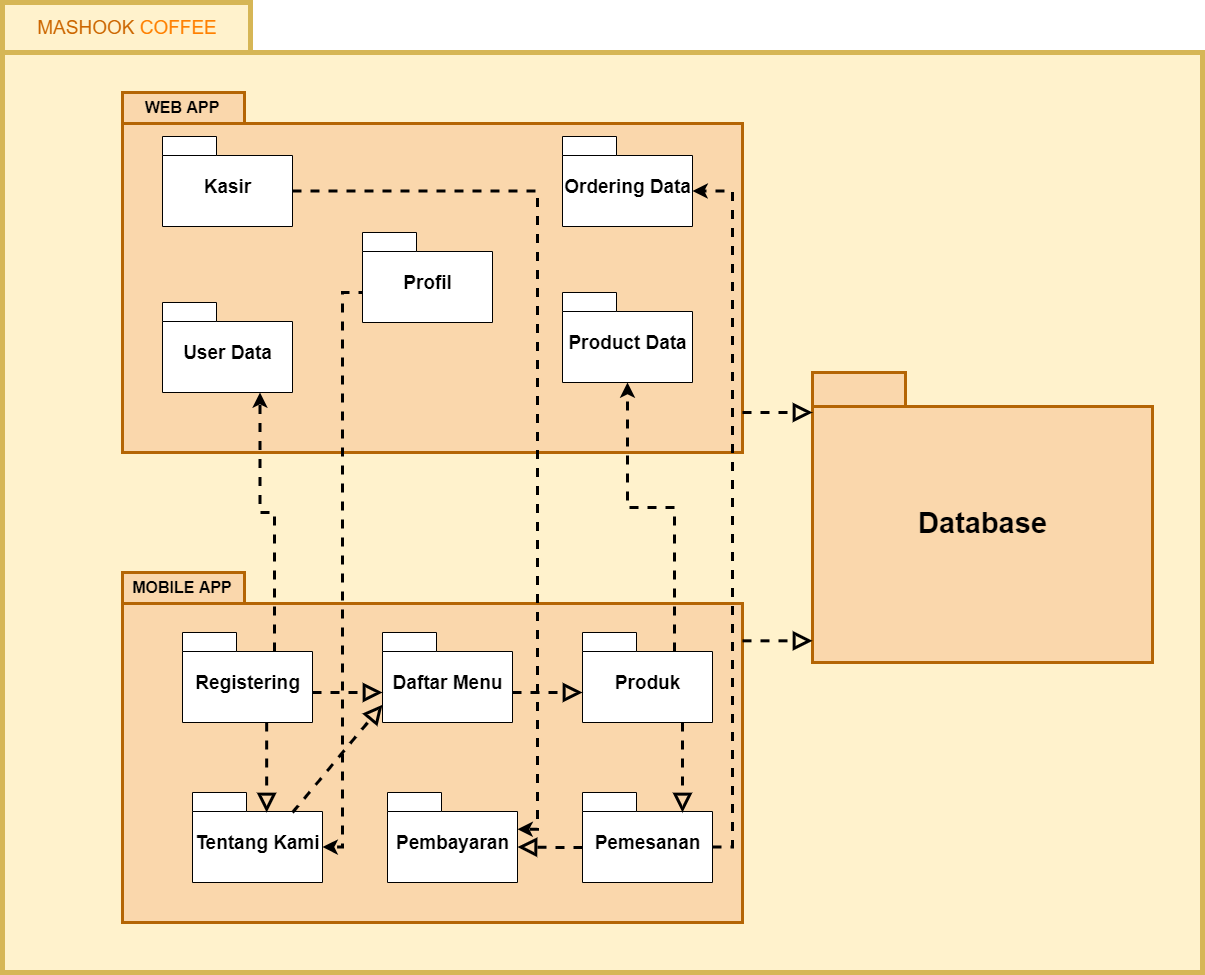 MASHOOK COFFEE
WEB APP
Kasir
Ordering Data
Profil
User Data
Product Data
Database
MOBILE APP
Registering
Daftar Menu
Produk
Tentang Kami
Pembayaran
Pemesanan